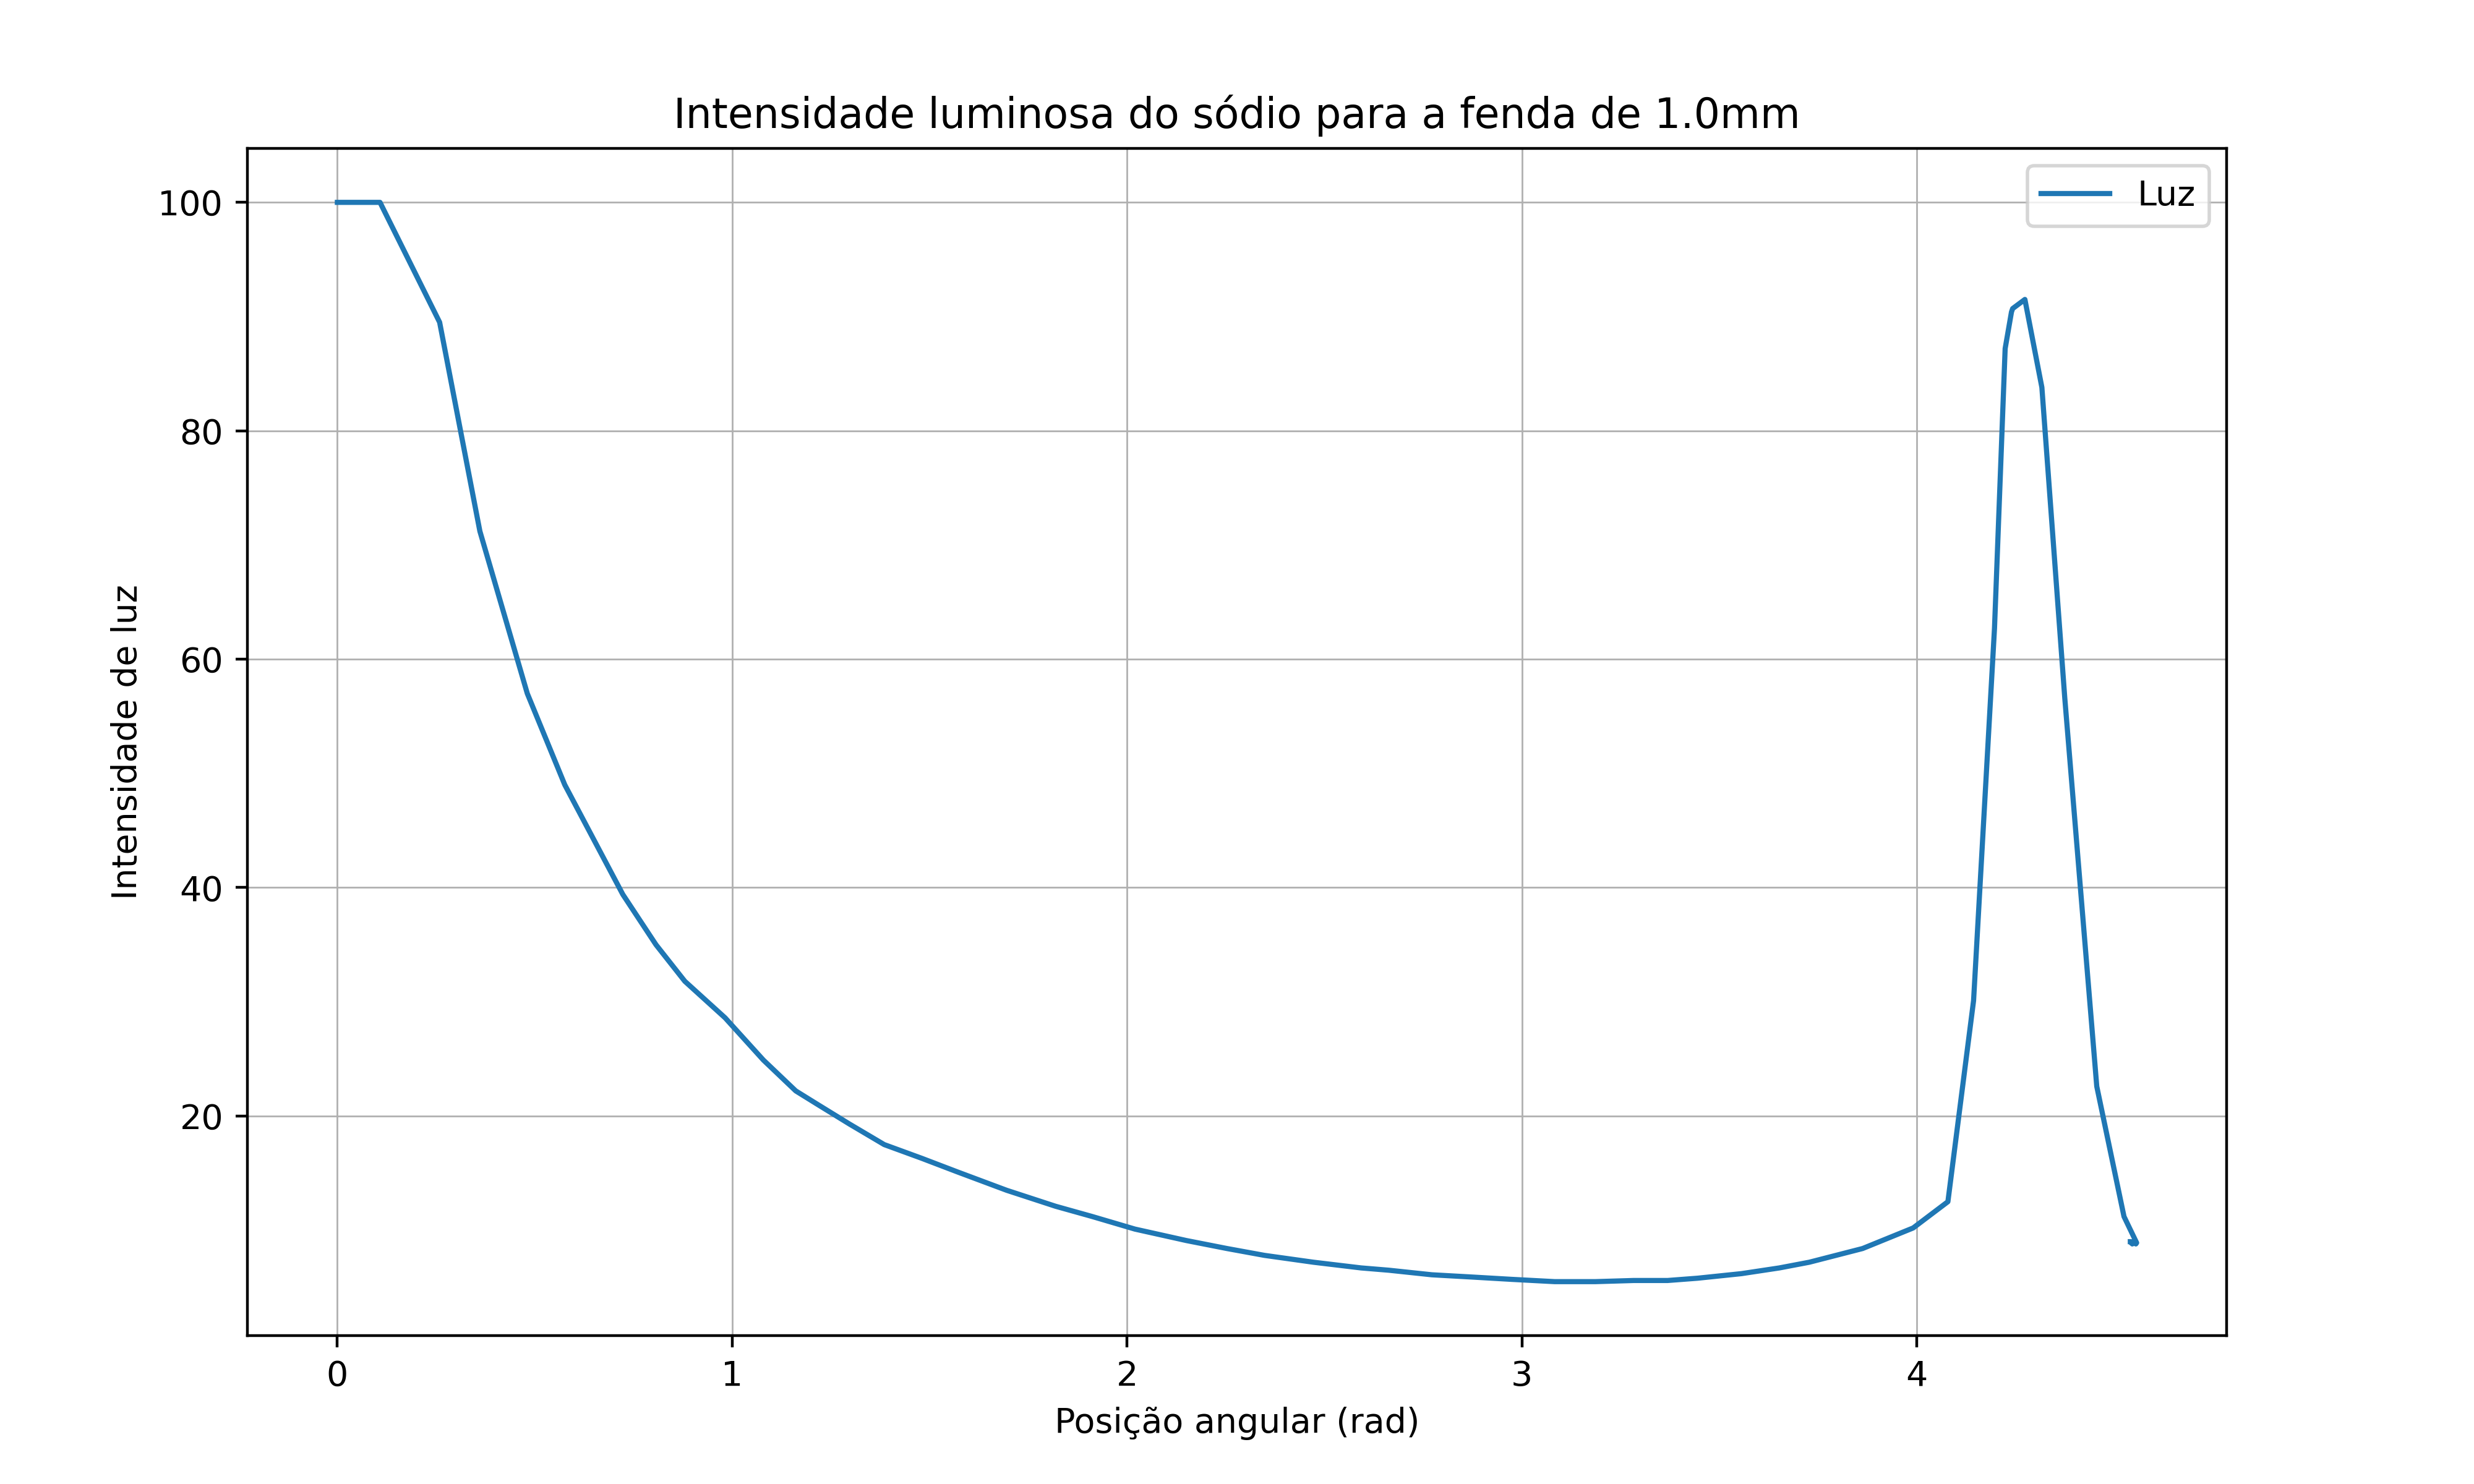 Intensidade luminosa do sódio para a fenda de 1.0mm
Luz
Intensidade de luz
100
80
60
40
20
0 1 2 3 4
Posição angular (rad)